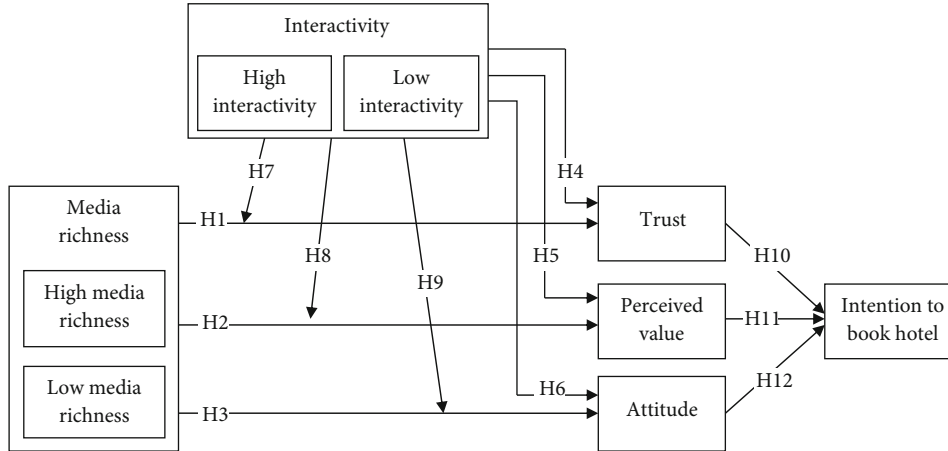 Interactivity
High
interactivity
Low
interactivity
H7
H4
Media
richness
H1
Trust
H8
H5
H9
H10
High media
richness
H2
Perceived
value
H11
Intention to
book hotel
Low media
richness
H3
H6
Attitude
H12